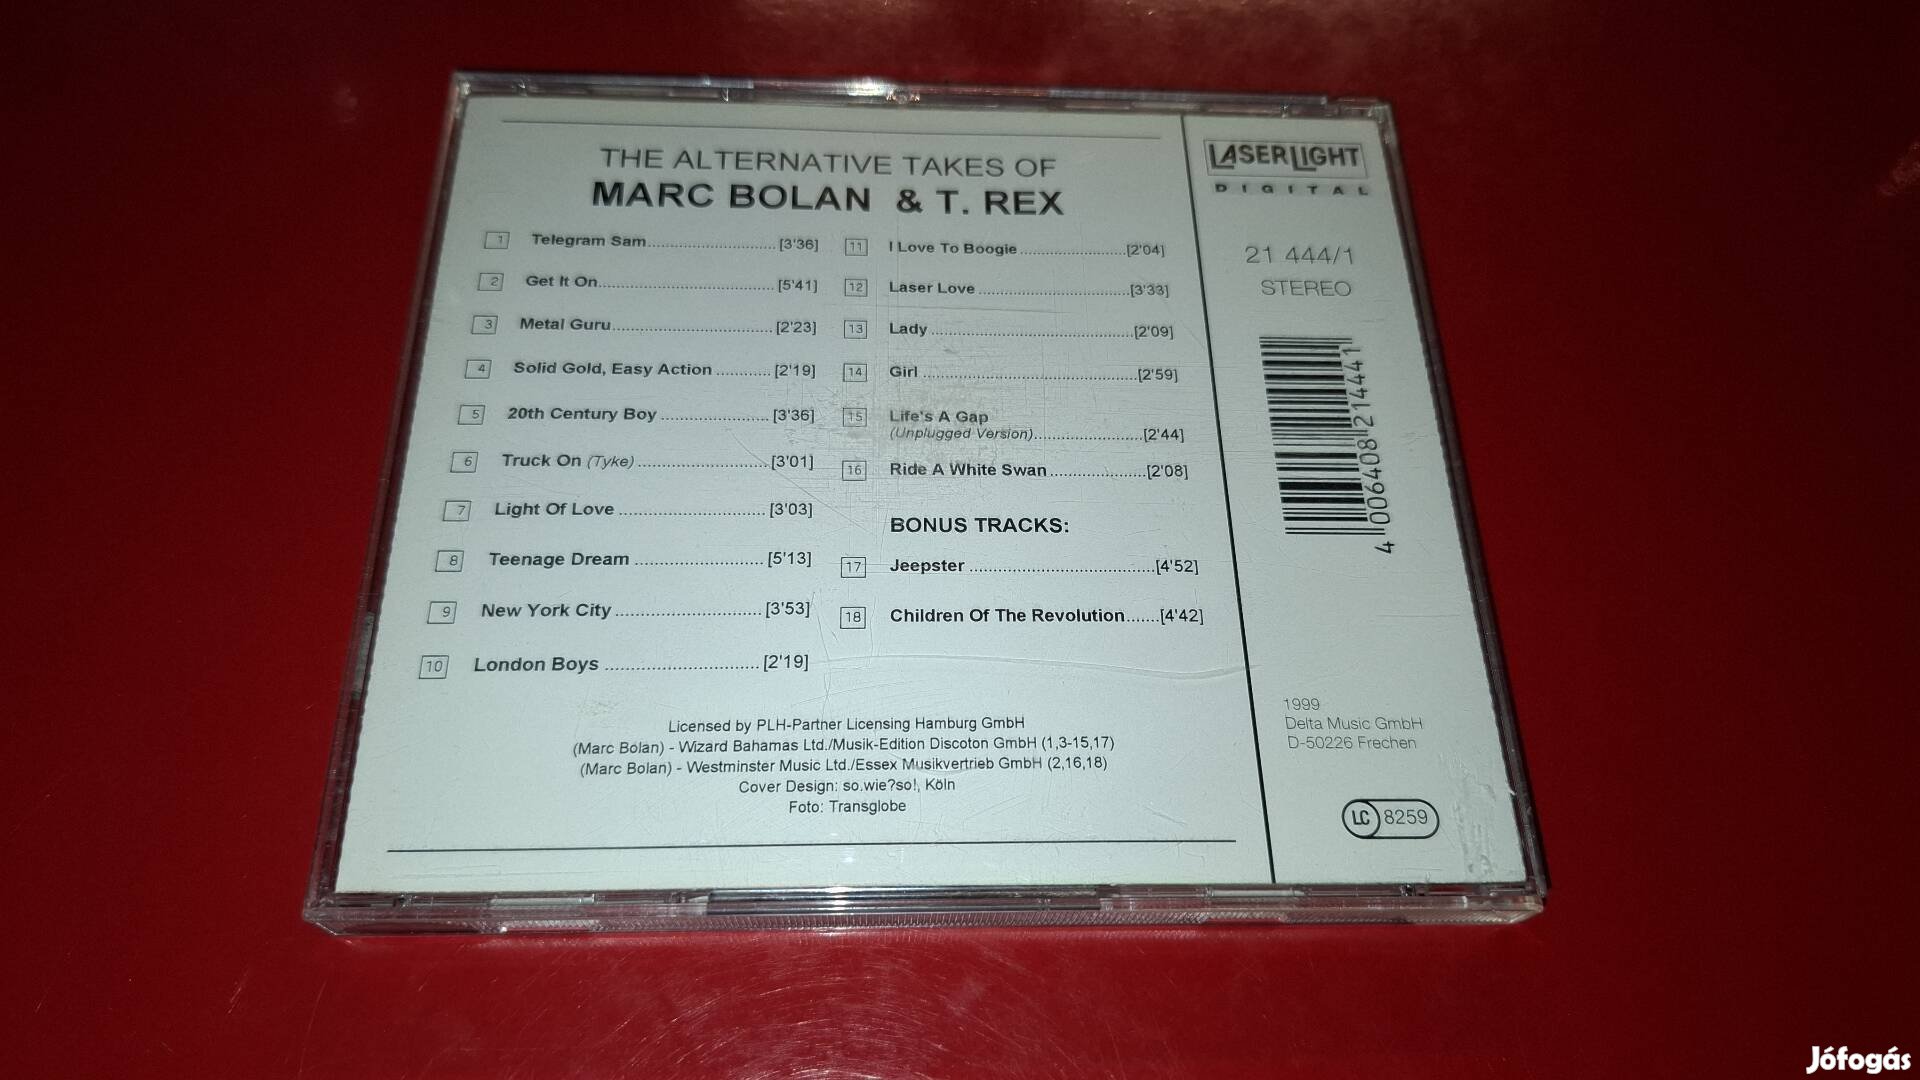 THE ALTERNATIVE TAKES OF
MARC BOLAN & T. REX
1 Telegram Sam [3'36]
2 Get It On [5'41]
3 Metal Guru [2'23]
4 Solid Gold, Easy Action [2'19]
5 20th Century Boy [3'36]
6 Truck On (Tyke) [3'01]
7 Light Of Love [3'03]
8 Teenage Dream [5'13]
9 New York City [3'53]
10 London Boys [2'19]
11 I Love To Boogie [2'04]
12 Laser Love [3'33]
13 Lady [2'09]
14 Girl [2'59]
15 Life's A Gap
(Unplugged Version) [2'44]
16 Ride A White Swan [2'08]
BONUS TRACKS:
17 Jeepster [4'52]
18 Children Of The Revolution [4'42]
Licensed by PLH-Partner Licensing Hamburg GmbH
(Marc Bolan) - Wizard Bahamas Ltd./Musik-Edition Discoton GmbH (1,3-15,17)
(Marc Bolan) - Westminster Music Ltd./Essex Musikvertrieb GmbH (2,16,18)
Cover Design: so.wie?so!, Köln
Foto: Transglobe
LASERLIGHT
DIGITAL
21 444/1
STEREO
4 006408 214441
1999
Delta Music GmbH
D-50226 Frechen
LC 8259
Jófogás